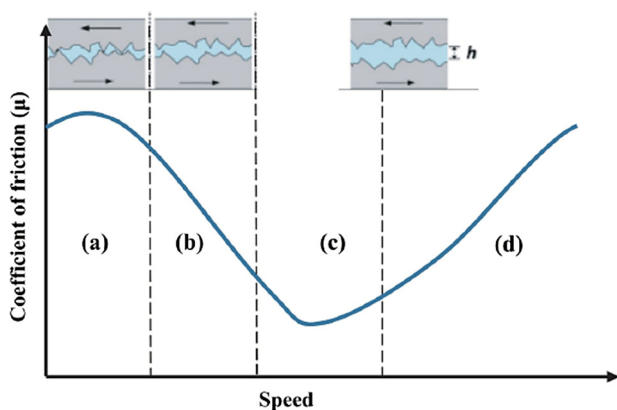 h
Coefficient of friction (μ)
(a)
(b)
(c)
(d)
Speed